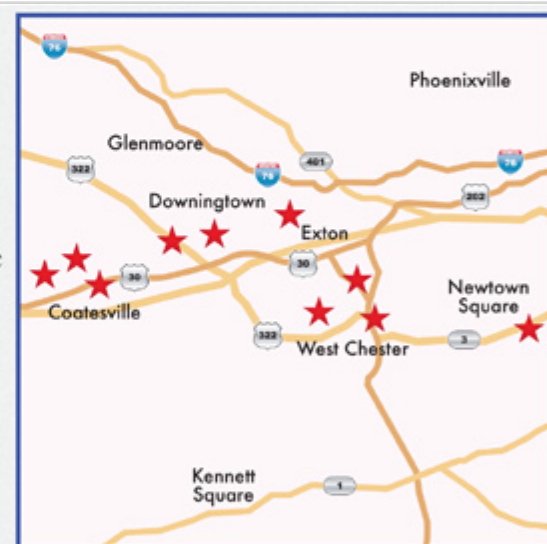 76
Phoenixville
401
Glenmoore
76
76
322
202
Downingtown
Exton
30
30
Newtown
Square
Coatesville
322
3
West Chester
Kennett
Square
1